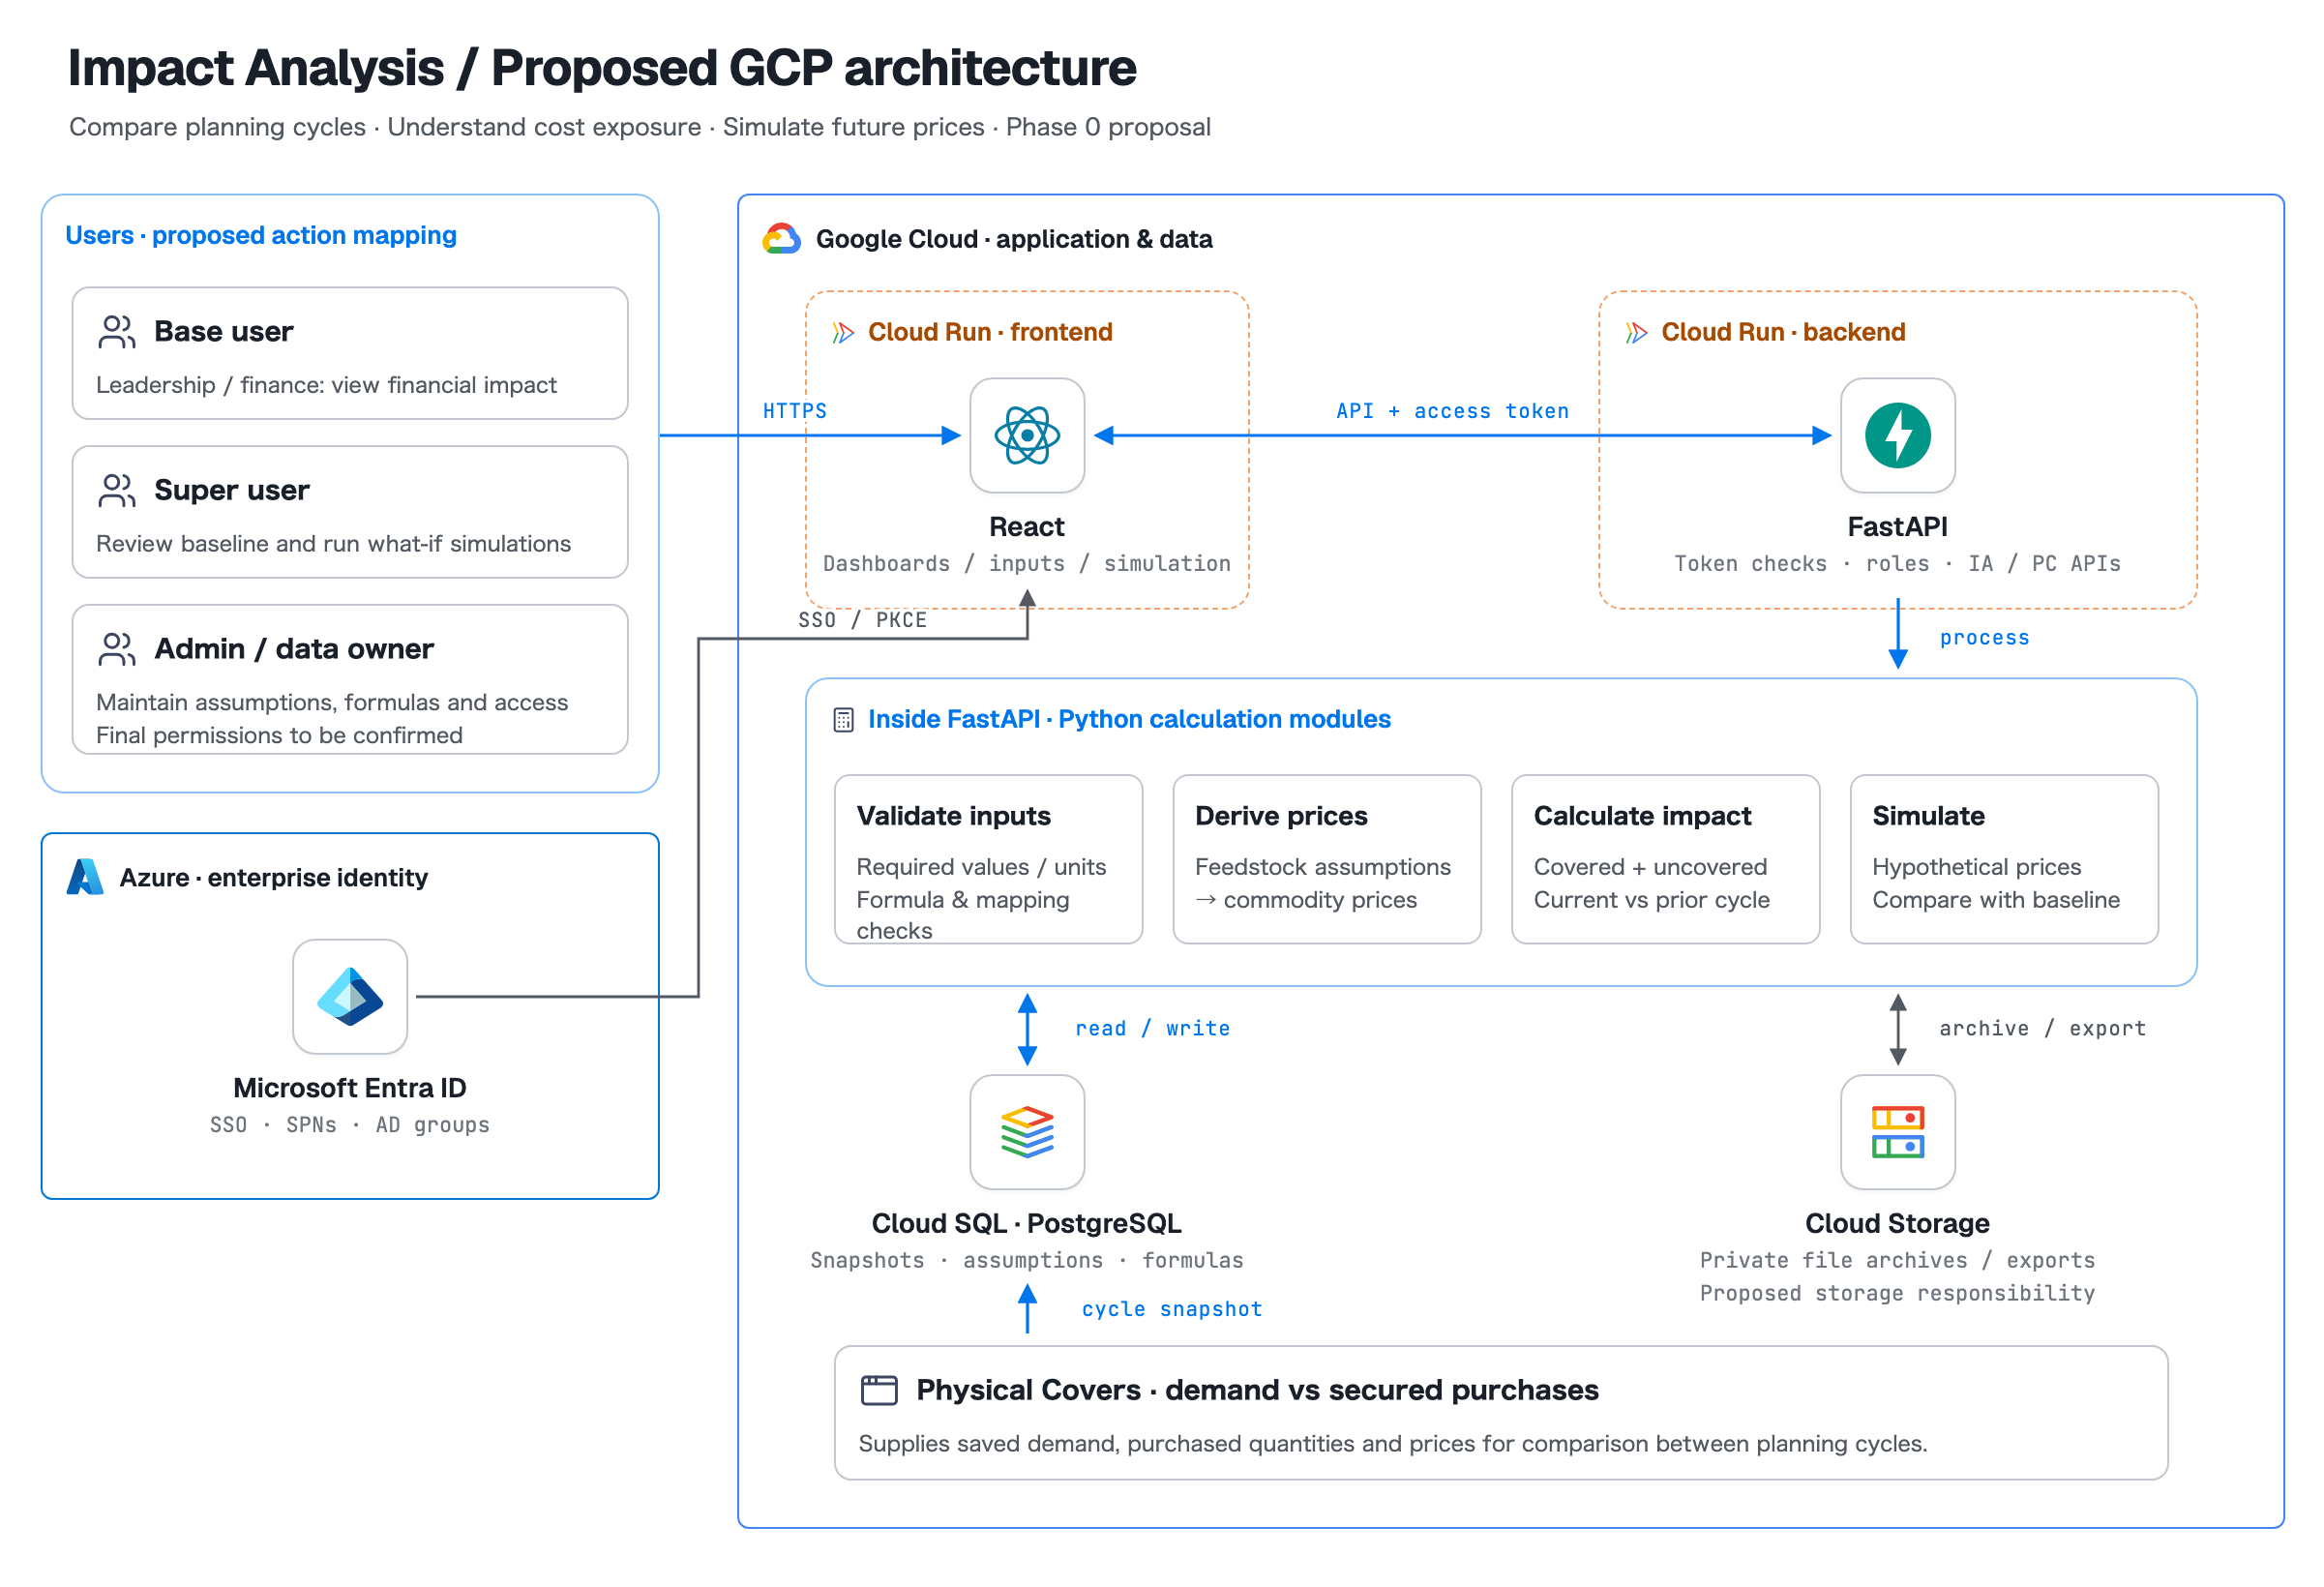 Impact Analysis / Proposed GCP architecture
Compare planning cycles · Understand cost exposure · Simulate future prices · Phase 0 proposal
Users · proposed action mapping
Base user
Leadership / finance: view financial impact
Super user
Review baseline and run what-if simulations
Admin / data owner
Maintain assumptions, formulas and access
Final permissions to be confirmed
Azure · enterprise identity
Microsoft Entra ID
SSO · SPNs · AD groups
Google Cloud · application & data
HTTPS
Cloud Run · frontend
React
Dashboards / inputs / simulation
SSO / PKCE
API + access token
Cloud Run · backend
FastAPI
Token checks · roles · IA / PC APIs
process
Inside FastAPI · Python calculation modules
Validate inputs
Required values / units
Formula & mapping
checks
Derive prices
Feedstock assumptions
→ commodity prices
Calculate impact
Covered + uncovered
Current vs prior cycle
Simulate
Hypothetical prices
Compare with baseline
read / write
archive / export
Cloud SQL · PostgreSQL
Snapshots · assumptions · formulas
Cloud Storage
Private file archives / exports
Proposed storage responsibility
cycle snapshot
Physical Covers · demand vs secured purchases
Supplies saved demand, purchased quantities and prices for comparison between planning cycles.